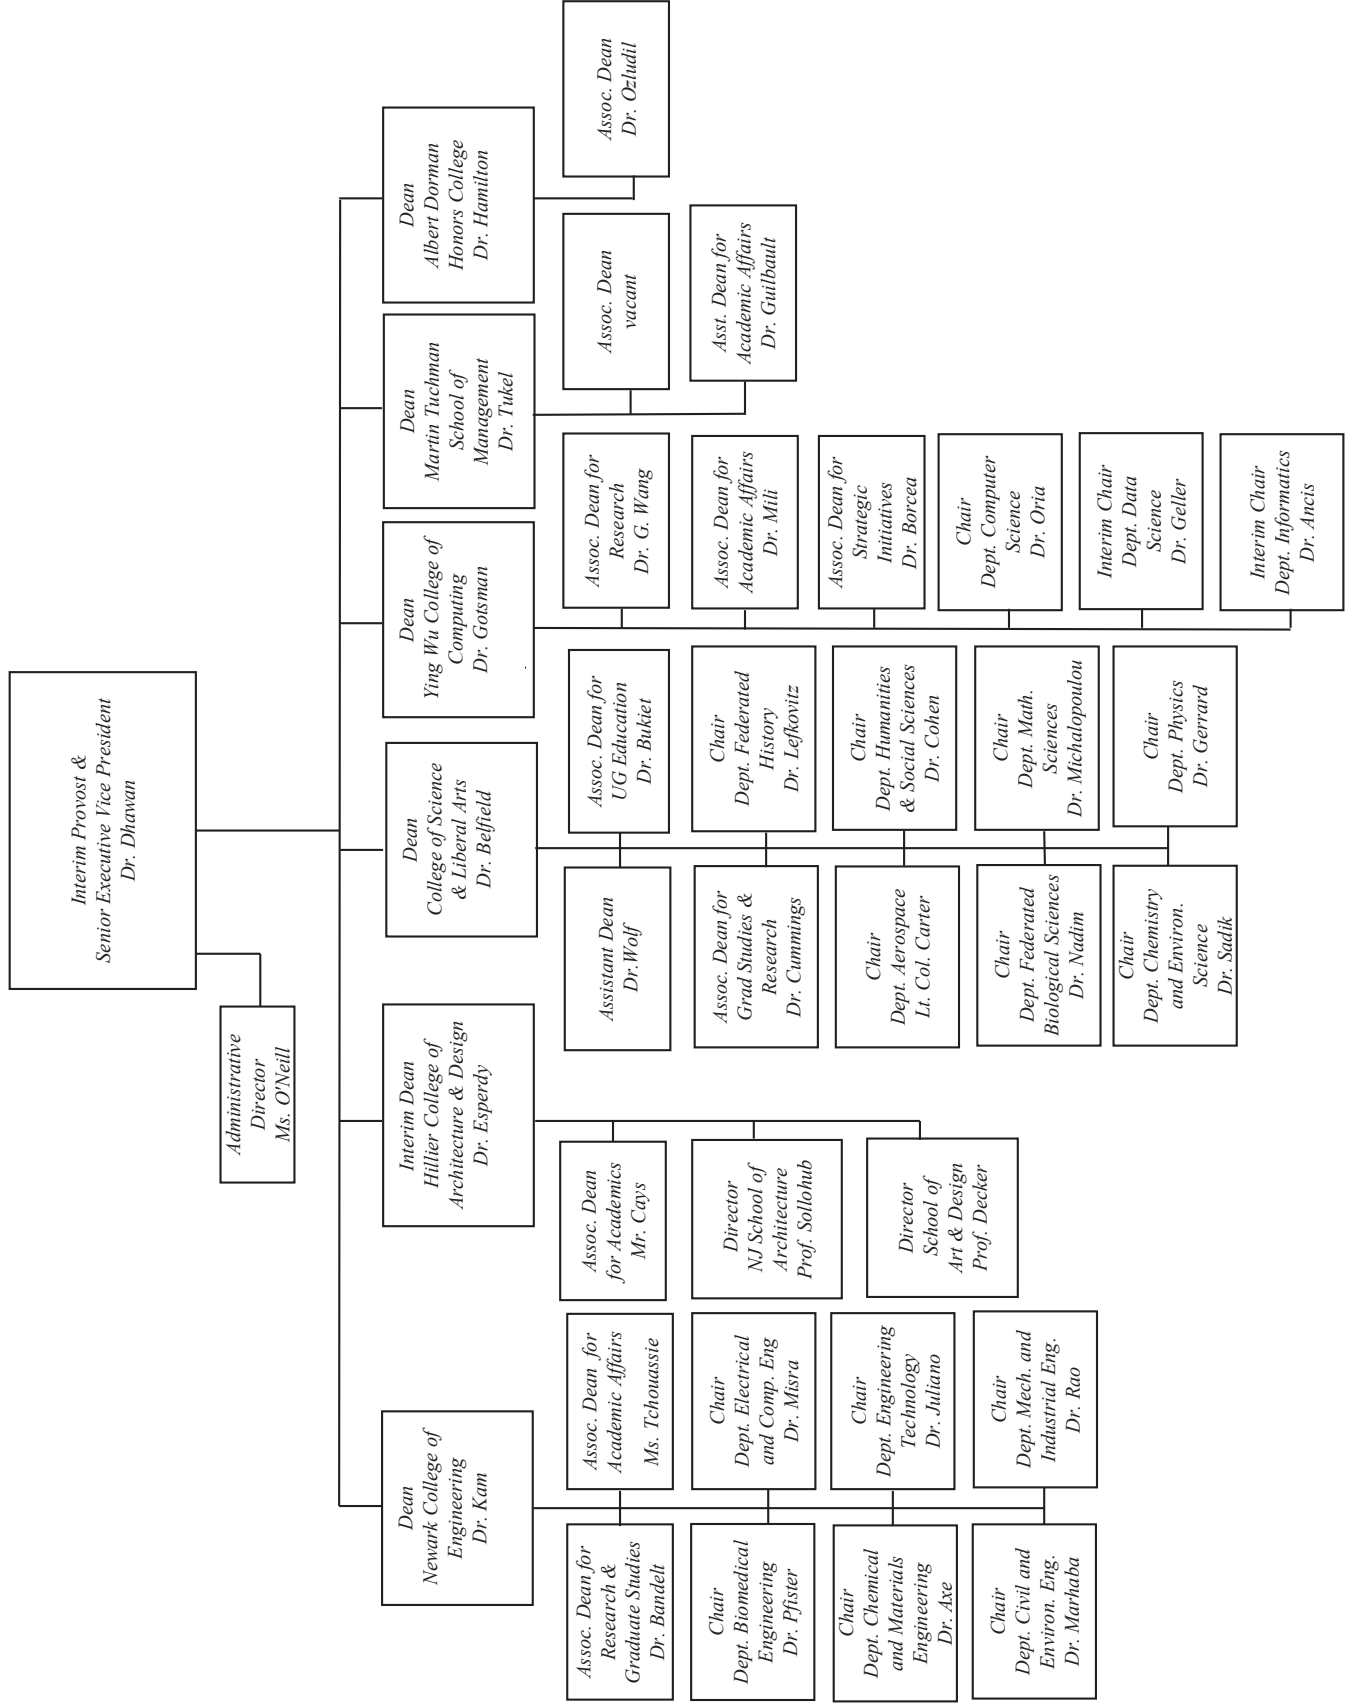 Interim Provost &
Senior Executive Vice President
Dr. Dhawan
Administrative
Director
Ms. O'Neill
Dean
Newark College of
Engineering
Dr. Kam
Interim Dean
Hillier College of
Architecture & Design
Dr. Esperdy
Dean
College of Science
& Liberal Arts
Dr. Belfield
Dean
Ying Wu College of
Computing
Dr. Gotsman
Dean
Martin Tuchman
School of
Management
Dr. Tukel
Dean
Albert Dorman
Honors College
Dr. Hamilton
Assoc. Dean for
Research &
Graduate Studies
Dr. Bandelt
Assoc. Dean for
Academic Affairs
Ms. Tchouassie
Chair
Dept. Biomedical
Engineering
Dr. Pfister
Chair
Dept. Electrical
and Comp. Eng
Dr. Misra
Chair
Dept. Chemical
and Materials
Engineering
Dr. Axe
Chair
Dept. Engineering
Technology
Dr. Juliano
Chair
Dept. Civil and
Environ. Eng.
Dr. Marhaba
Chair
Dept. Mech. and
Industrial Eng.
Dr. Rao
Assoc. Dean
for Academics
Mr. Cays
Director
NJ School of
Architecture
Prof. Sollohub
Director
School of
Art & Design
Prof. Decker
Assistant Dean
Dr.Wolf
Assoc. Dean for
UG Education
Dr. Bukiet
Assoc. Dean for
Grad Studies &
Research
Dr. Cummings
Chair
Dept. Federated
History
Dr. Lefkovitz
Chair
Dept. Aerospace
Lt. Col. Carter
Chair
Dept. Humanities
& Social Sciences
Dr. Cohen
Chair
Dept. Federated
Biological Sciences
Dr. Nadim
Chair
Dept. Math.
Sciences
Dr. Michalopoulou
Chair
Dept. Chemistry
and Environ.
Science
Dr. Sadik
Chair
Dept. Physics
Dr. Gerrard
Assoc. Dean for
Research
Dr. G. Wang
Assoc. Dean for
Academic Affairs
Dr. Mili
Assoc. Dean for
Strategic
Initiatives
Dr. Borcea
Chair
Dept. Computer
Science
Dr. Oria
Interim Chair
Dept. Data
Science
Dr. Geller
Interim Chair
Dept. Informatics
Dr. Ancis
Assoc. Dean
vacant
Asst. Dean for
Academic Affairs
Dr. Guilbault
Assoc. Dean
Dr. Ozludil